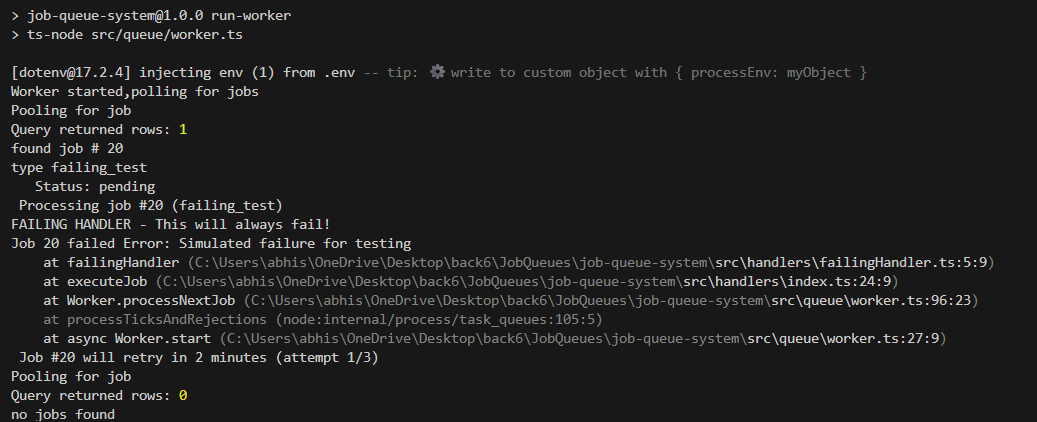 > job-queue-system@1.0.0 run-worker
> ts-node src/queue/worker.ts
[dotenv@17.2.4] injecting env (1) from .env -- tip: ⚙️ write to custom object with { processEnv: myObject }
Worker started,polling for jobs
Pooling for job
Query returned rows: 1
found job # 20
type failing_test
   Status: pending
 Processing job #20 (failing_test)
FAILING HANDLER - This will always fail!
Job 20 failed Error: Simulated failure for testing
    at failingHandler (C:\Users\abhis\OneDrive\Desktop\back6\JobQueues\job-queue-system\src\handlers\failingHandler.ts:5:9)
    at executeJob (C:\Users\abhis\OneDrive\Desktop\back6\JobQueues\job-queue-system\src\handlers\index.ts:24:9)
    at Worker.processNextJob (C:\Users\abhis\OneDrive\Desktop\back6\JobQueues\job-queue-system\src\queue\worker.ts:96:23)
    at processTicksAndRejections (node:internal/process/task_queues:105:5)
    at async Worker.start (C:\Users\abhis\OneDrive\Desktop\back6\JobQueues\job-queue-system\src\queue\worker.ts:27:9)
 Job #20 will retry in 2 minutes (attempt 1/3)
Pooling for job
Query returned rows: 0
no jobs found